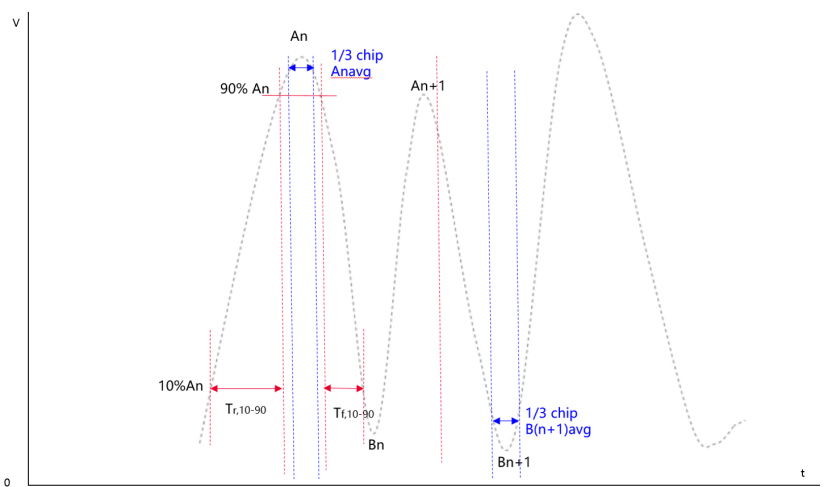 V
An
1/3 chip
Anavg
90% An
An+1
10%An
Tr,10-90
Tf,10-90
1/3 chip
B(n+1)avg
Bn
Bn+1
t
0